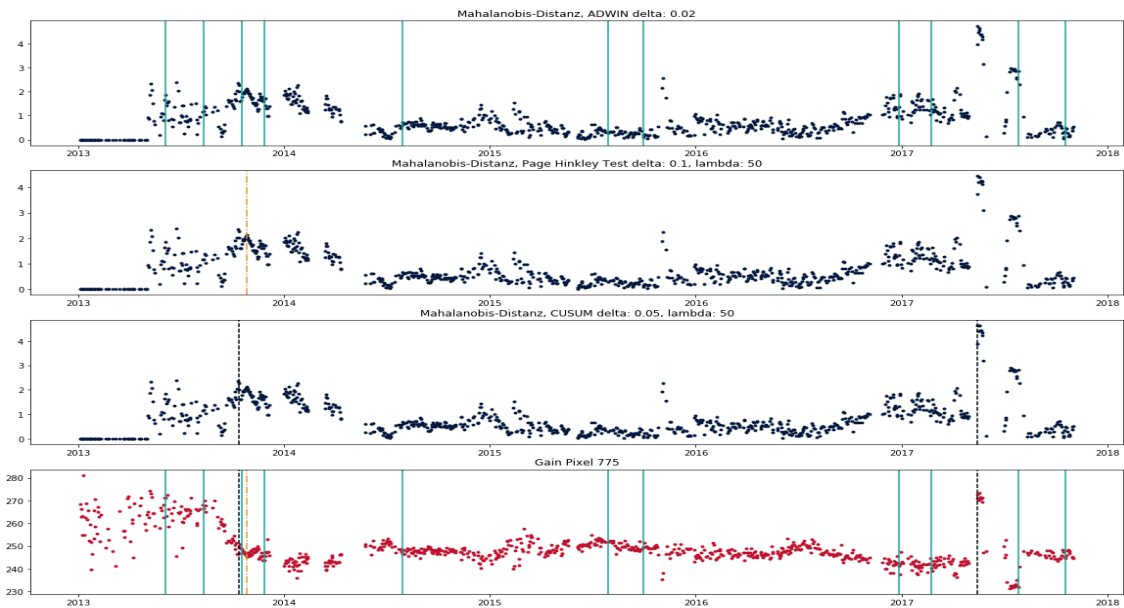 Mahalanobis-Distanz, ADWIN delta: 0.02
4
3
2
1
0
2013 2014 2015 2016 2017 2018
Mahalanobis-Distanz, Page Hinkley Test delta: 0.1, lambda: 50
4
3
2
1
0
2013 2014 2015 2016 2017 2018
Mahalanobis-Distanz, CUSUM delta: 0.05, lambda: 50
4
3
2
1
0
2013 2014 2015 2016 2017 2018
Gain Pixel 775
280
270
260
250
240
230
2013 2014 2015 2016 2017 2018